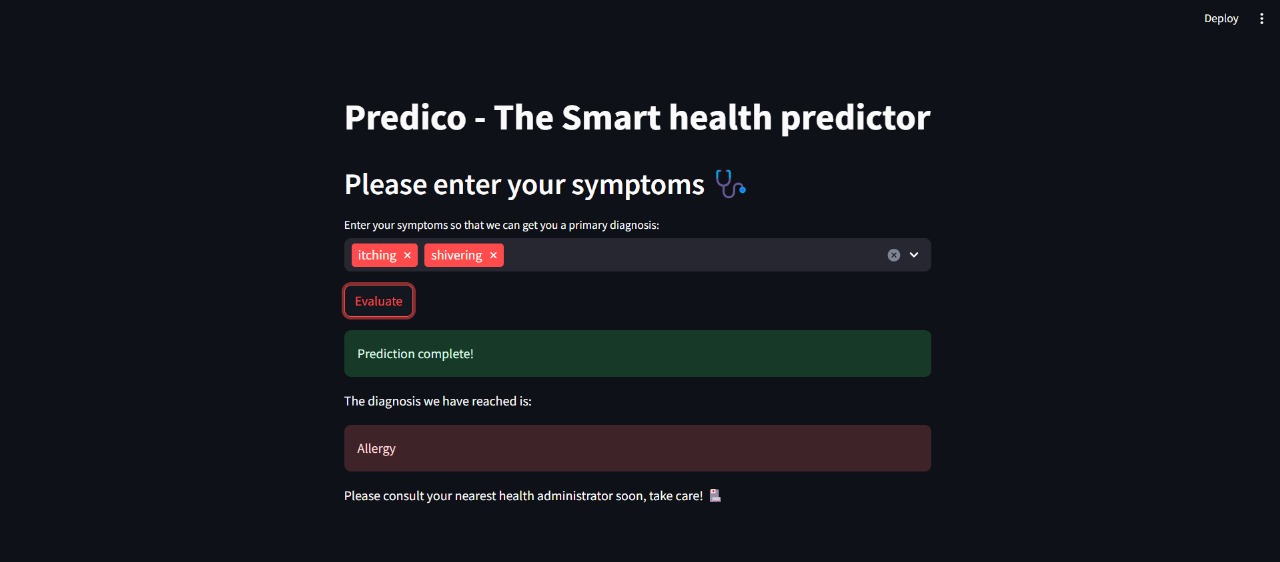 Deploy
Predico - The Smart health predictor
Please enter your symptoms
Enter your symptoms so that we can get you a primary diagnosis:
itching shivering
Evaluate
Prediction complete!
The diagnosis we have reached is:
Allergy
Please consult your nearest health administrator soon, take care!